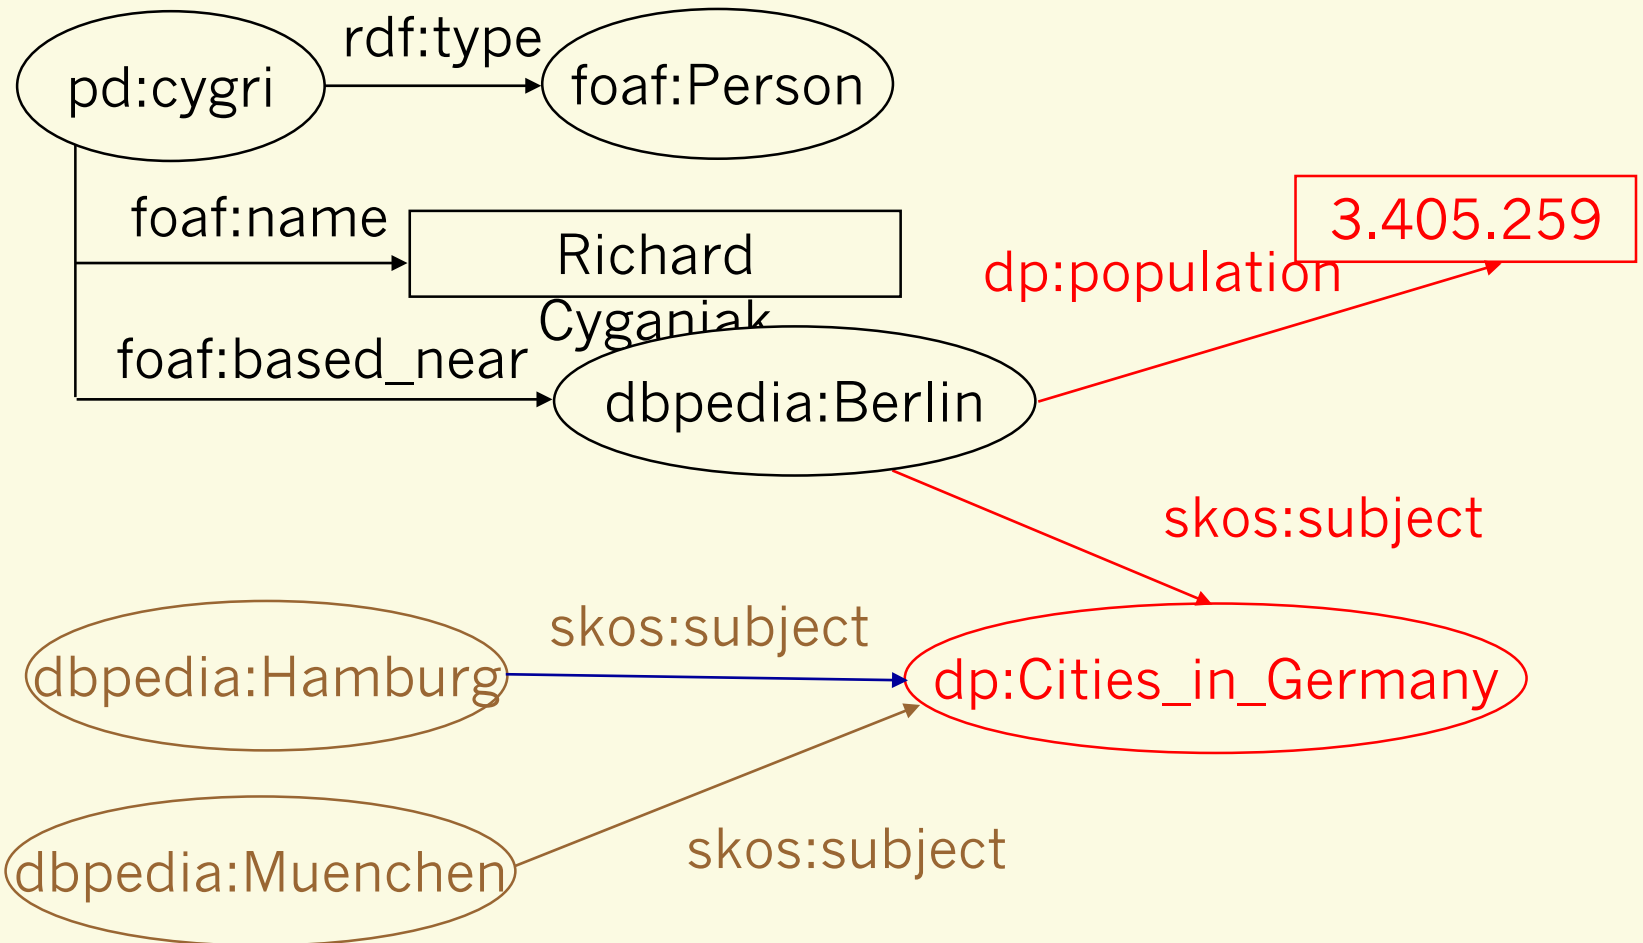 rdf:type
pd:cygri
foaf:Person
foaf:name
Richard
Cyganiak
3.405.259
dp:population
foaf:based_near
dbpedia:Berlin
skos:subject
skos:subject
dbpedia:Hamburg
dp:Cities_in_Germany
skos:subject
dbpedia:Muenchen